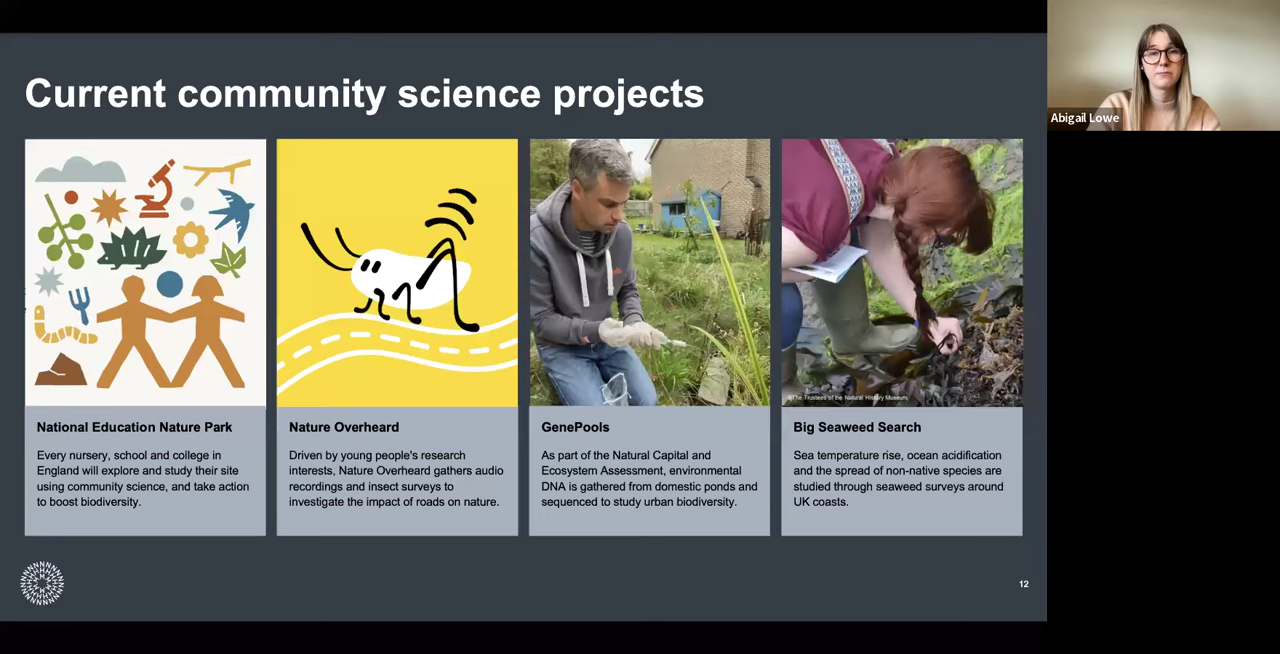 Current community science projects
Abigail Lowe
©The Trustees of the Natural History Museum
National Education Nature Park
Every nursery, school and college in
England will explore and study their site
using community science, and take action
to boost biodiversity.
Nature Overheard
Driven by young people's research
interests, Nature Overheard gathers audio
recordings and insect surveys to
investigate the impact of roads on nature.
GenePools
As part of the Natural Capital and
Ecosystem Assessment, environmental
DNA is gathered from domestic ponds and
sequenced to study urban biodiversity.
Big Seaweed Search
Sea temperature rise, ocean acidification
and the spread of non-native species are
studied through seaweed surveys around
UK coasts.
12